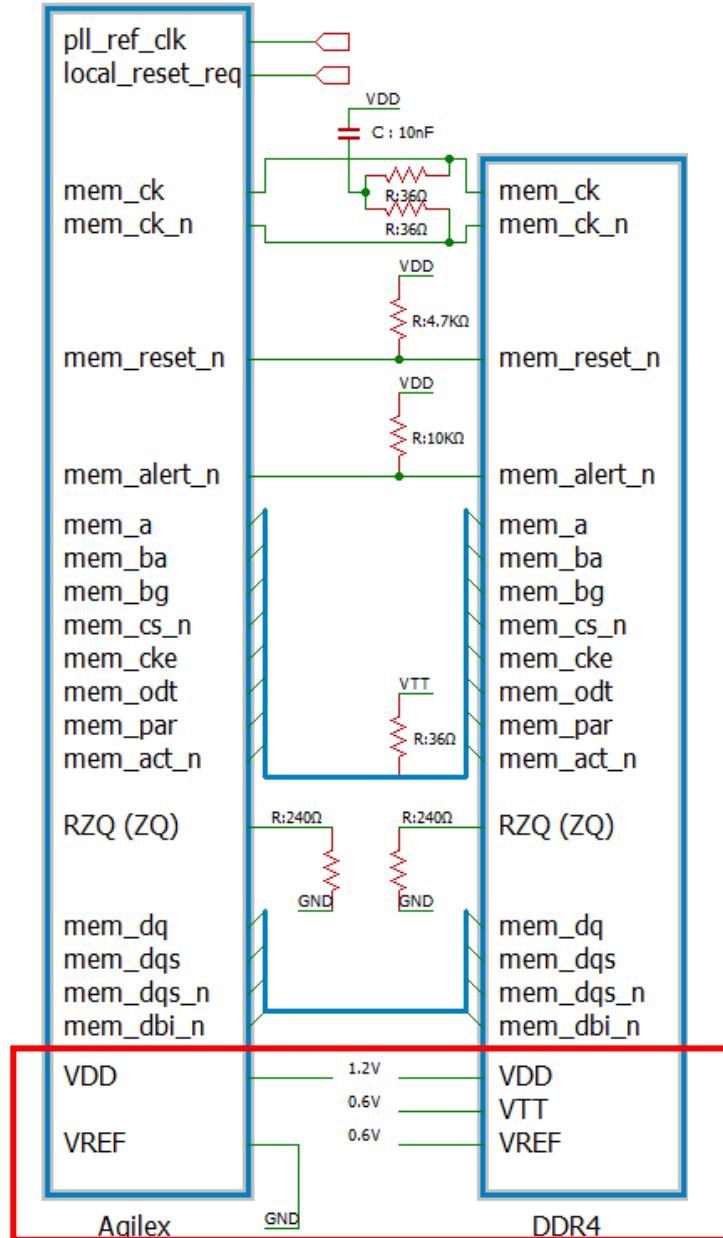 pll_ref_clk
local_reset_req
VDD
C : 10nF
mem_ck
R:36Ω
mem_ck
mem_ck_n
R:36Ω
mem_ck_n
VDD
R:4.7KΩ
mem_reset_n
mem_reset_n
VDD
R:10KΩ
mem_alert_n
mem_alert_n
mem_a
mem_a
mem_ba
mem_ba
mem_bg
mem_bg
mem_cs_n
mem_cs_n
mem_cke
mem_cke
mem_odt
VTT
mem_odt
mem_par
R:36Ω
mem_par
mem_act_n
mem_act_n
RZQ (ZQ)
R:240Ω
R:240Ω
RZQ (ZQ)
GND
GND
mem_dq
mem_dq
mem_dqs
mem_dqs
mem_dqs_n
mem_dqs_n
mem_dbi_n
mem_dbi_n
VDD
1.2V
VDD
0.6V
VTT
VREF
0.6V
VREF
Agilex
GND
DDR4